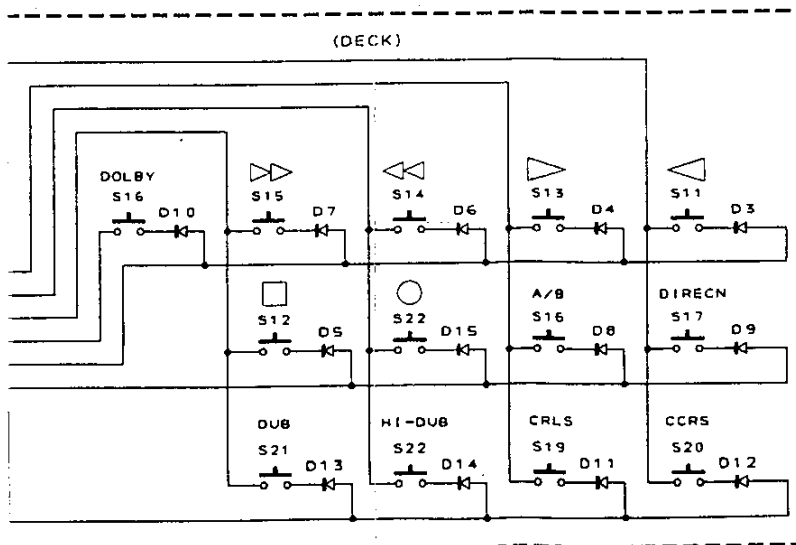 (DECK)
DOLBY
S16 S15 S14 S13 S11
D10 D7 D6 D4 D3
A/B DIRECN
S12 S22 S16 S17
D5 D15 D8 D9
DUB HI-DUB CRLS CCRS
S21 S22 S19 S20
D13 D14 D11 D12